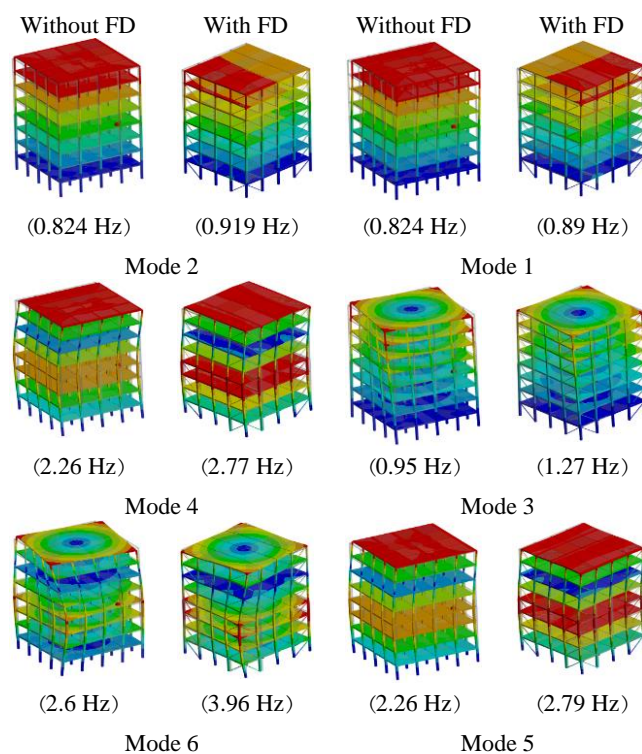 Without FD With FD Without FD With FD
(0.824 Hz) (0.919 Hz) (0.824 Hz) (0.89 Hz)
Mode 2 Mode 1
(2.26 Hz) (2.77 Hz) (0.95 Hz) (1.27 Hz)
Mode 4 Mode 3
(2.6 Hz) (3.96 Hz) (2.26 Hz) (2.79 Hz)
Mode 6 Mode 5